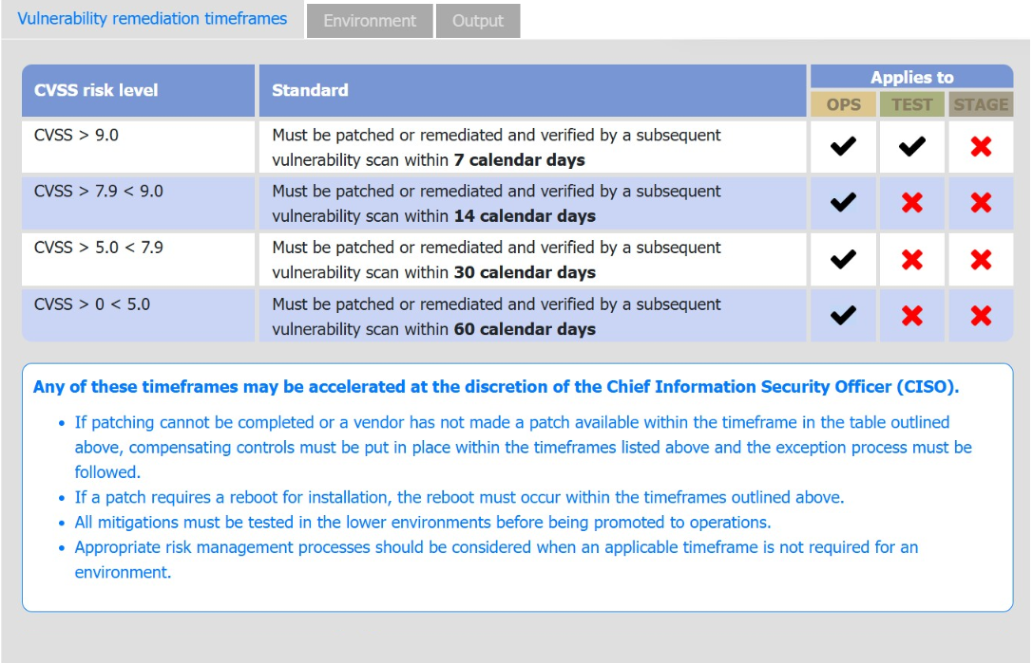 Vulnerability remediation timeframes Environment Output
CVSS risk level Standard Applies to
OPS TEST STAGE
CVSS > 9.0 Must be patched or remediated and verified by a subsequent
vulnerability scan within 7 calendar days
CVSS > 7.9 < 9.0 Must be patched or remediated and verified by a subsequent
vulnerability scan within 14 calendar days
CVSS > 5.0 < 7.9 Must be patched or remediated and verified by a subsequent
vulnerability scan within 30 calendar days
CVSS > 0 < 5.0 Must be patched or remediated and verified by a subsequent
vulnerability scan within 60 calendar days
Any of these timeframes may be accelerated at the discretion of the Chief Information Security Officer (CISO).
• If patching cannot be completed or a vendor has not made a patch available within the timeframe in the table outlined
above, compensating controls must be put in place within the timeframes listed above and the exception process must be
followed.
• If a patch requires a reboot for installation, the reboot must occur within the timeframes outlined above.
• All mitigations must be tested in the lower environments before being promoted to operations.
• Appropriate risk management processes should be considered when an applicable timeframe is not required for an
environment.